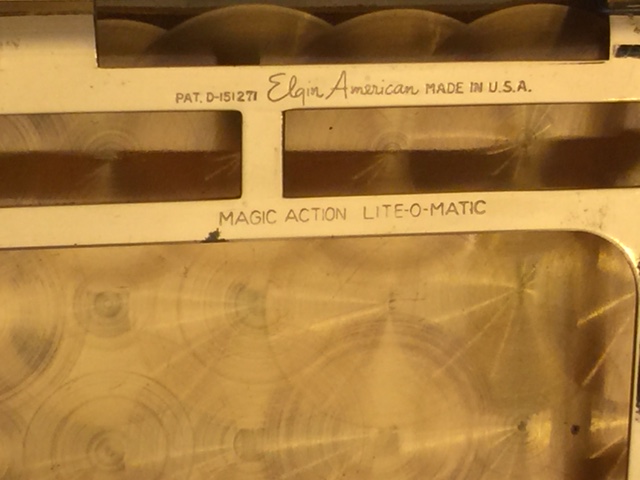 PAT. D-151271 Elgin American MADE IN U.S.A.
MAGIC ACTION LITE-O-MATIC